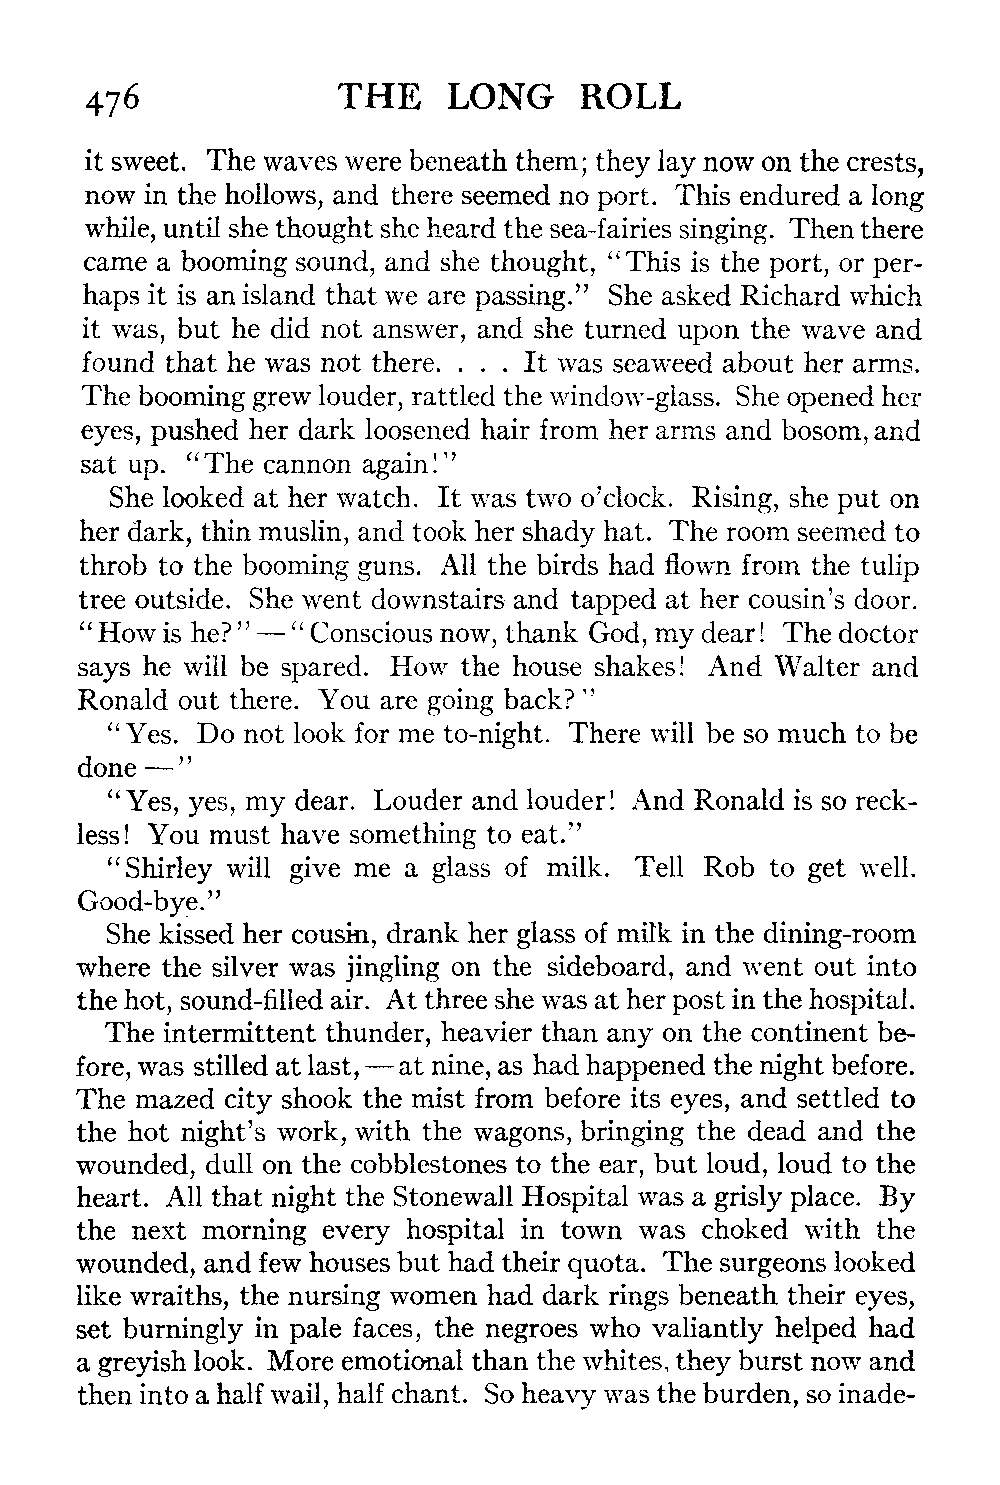 476 THE LONG ROLL
it sweet. The waves were beneath them; they lay now on the crests,
now in the hollows, and there seemed no port. This endured a long
while, until she thought she heard the sea-fairies singing. Then there
came a booming sound, and she thought, “This is the port, or per-
haps it is an island that we are passing.” She asked Richard which
it was, but he did not answer, and she turned upon the wave and
found that he was not there. . . . It was seaweed about her arms.
The booming grew louder, rattled the window-glass. She opened her
eyes, pushed her dark loosened hair from her arms and bosom, and
sat up. “The cannon again!”
She looked at her watch. It was two o’clock. Rising, she put on
her dark, thin muslin, and took her shady hat. The room seemed to
throb to the booming guns. All the birds had flown from the tulip
tree outside. She went downstairs and tapped at her cousin’s door.
“How is he?” — “Conscious now, thank God, my dear! The doctor
says he will be spared. How the house shakes! And Walter and
Ronald out there. You are going back?”
“Yes. Do not look for me to-night. There will be so much to be
done —”
“Yes, yes, my dear. Louder and louder! And Ronald is so reck-
less! You must have something to eat.”
“Shirley will give me a glass of milk. Tell Rob to get well.
Good-bye.”
She kissed her cousin, drank her glass of milk in the dining-room
where the silver was jingling on the sideboard, and went out into
the hot, sound-filled air. At three she was at her post in the hospital.
The intermittent thunder, heavier than any on the continent be-
fore, was stilled at last, — at nine, as had happened the night before.
The mazed city shook the mist from before its eyes, and settled to
the hot night’s work, with the wagons, bringing the dead and the
wounded, dull on the cobblestones to the ear, but loud, loud to the
heart. All that night the Stonewall Hospital was a grisly place. By
the next morning every hospital in town was choked with the
wounded, and few houses but had their quota. The surgeons looked
like wraiths, the nursing women had dark rings beneath their eyes,
set burningly in pale faces, the negroes who valiantly helped had
a greyish look. More emotional than the whites, they burst now and
then into a half wail, half chant. So heavy was the burden, so inade-